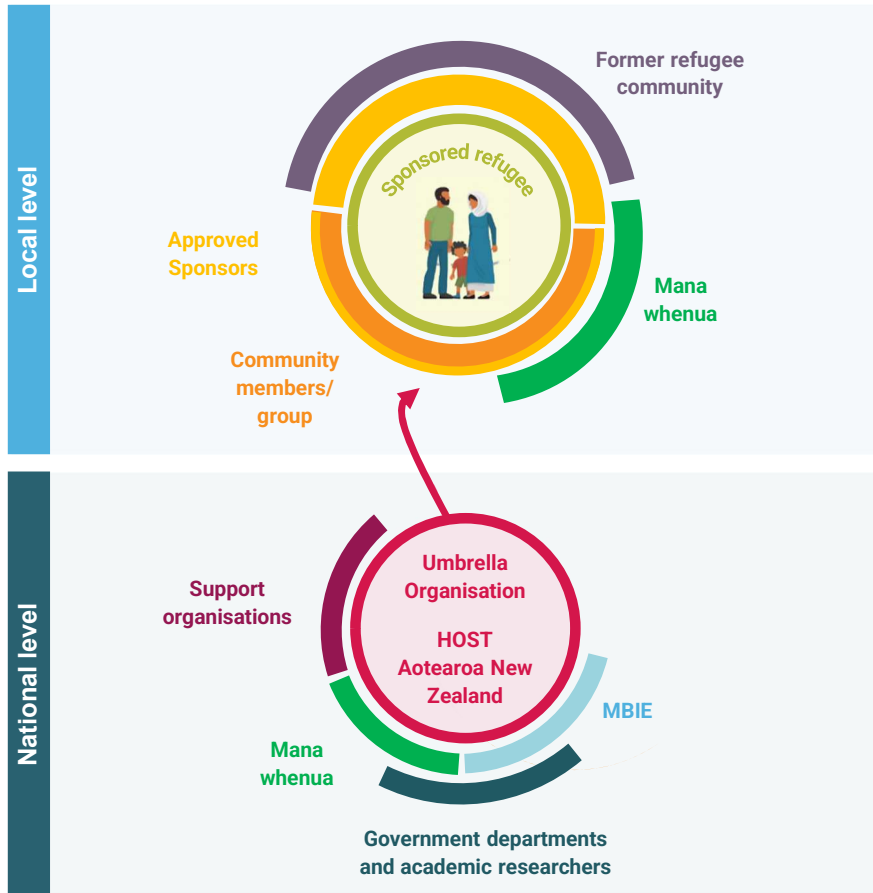 Local level
Former refugee
community
Sponsored refugee
Approved
Sponsors
Mana
whenua
Community
members/
group
National level
Umbrella
Organisation
HOST
Aotearoa New
Zealand
Support
organisations
MBIE
Mana
whenua
Government departments
and academic researchers